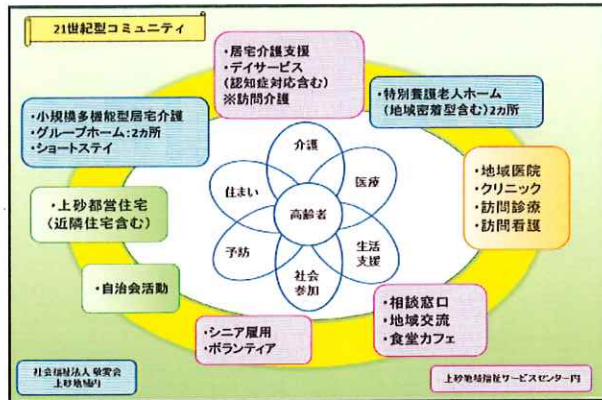 21世紀型コミュニティ
・居宅介護支援
・デイサービス
(認知症対応含む)
※訪問介護
・小規模多機能型居宅介護
・グループホーム:2カ所
・ショートステイ
・特別養護老人ホーム
(地域密着型含む)2カ所
介護
住まい
医療
・上砂都営住宅
(近隣住宅含む)
高齢者
・地域医院
・クリニック
・訪問診療
・訪問看護
予防
生活
支援
社会
参加
・自治会活動
・シニア雇用
・ボランティア
・相談窓口
・地域交流
・食堂カフェ
社会福祉法人 敬愛会
上砂地域内
上砂地域福祉サービスセンター内